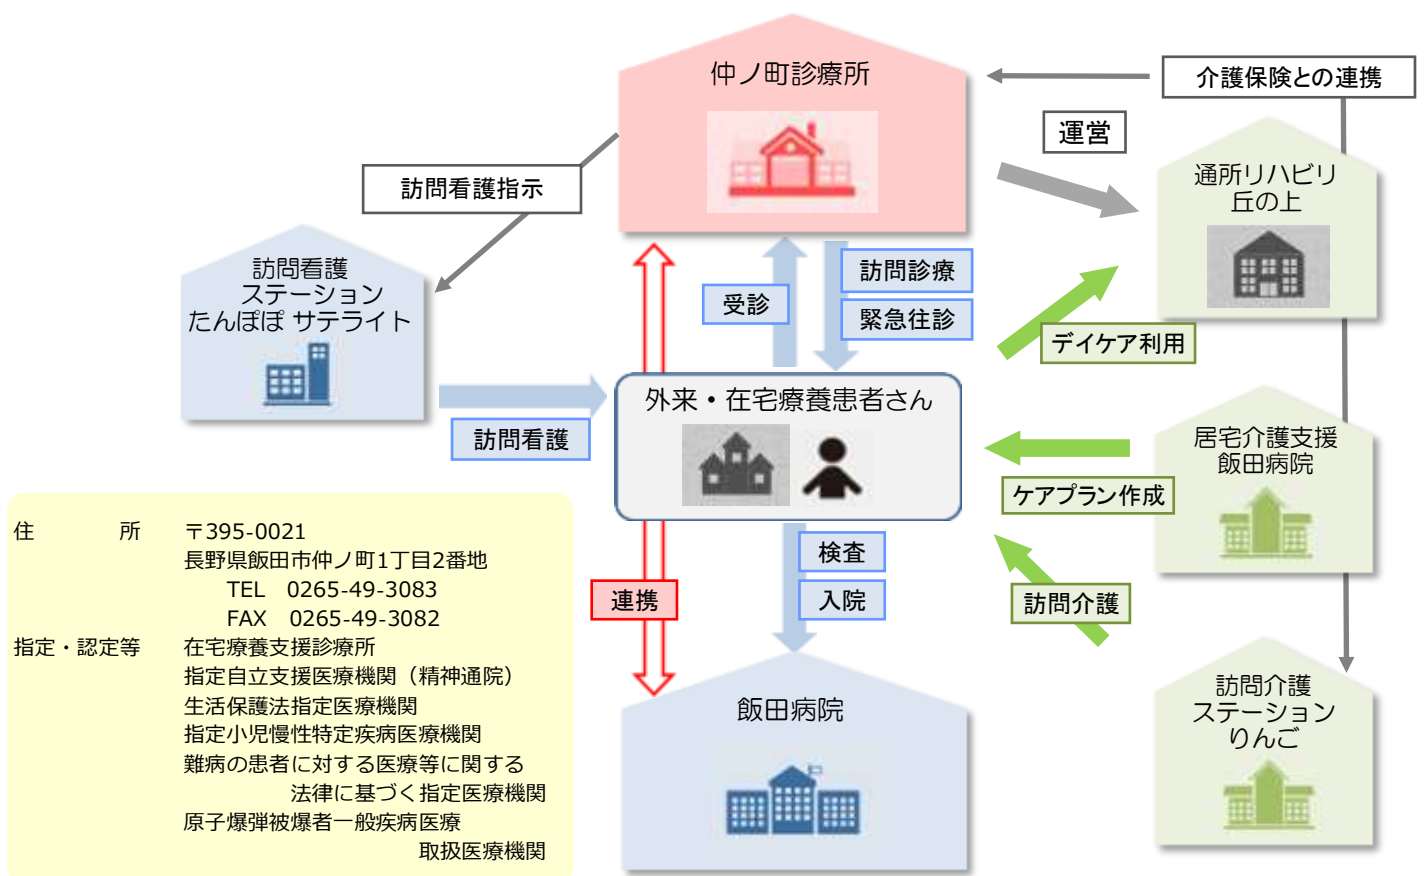 仲ノ町診療所
介護保険との連携
運営
訪問看護指示
通所リハビリ
丘の上
訪問看護
ステーション
たんぽぽ サテライト
受診
訪問診療
緊急往診
デイケア利用
外来・在宅療養患者さん
訪問看護
居宅介護支援
飯田病院
ケアプラン作成
検査
入院
連携
訪問介護
飯田病院
訪問介護
ステーション
りんご
住　　　　所　　〒395-0021
長野県飯田市仲ノ町1丁目2番地
TEL　0265-49-3083
FAX　0265-49-3082
指定・認定等　　在宅療養支援診療所
指定自立支援医療機関（精神通院）
生活保護法指定医療機関
指定小児慢性特定疾病医療機関
難病の患者に対する医療等に関する
法律に基づく指定医療機関
原子爆弾被爆者一般疾病医療
取扱医療機関